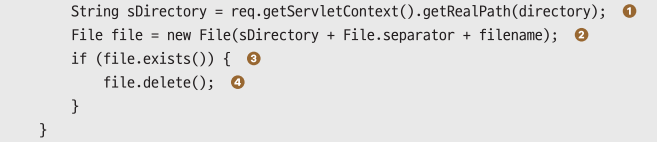 String sDirectory = req.getServletContext().getRealPath(directory); ❶
File file = new File(sDirectory + File.separator + filename); ❷
if (file.exists()) { ❸
file.delete(); ❹
}
}